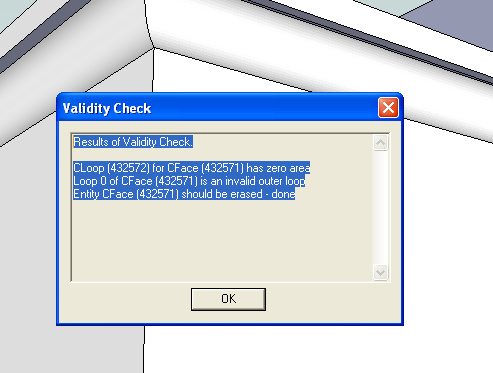 Validity Check
Results of Validity Check.
CLoop (432572) for CFace (432571) has zero area
Loop 0 of CFace (432571) is an invalid outer loop
Entity CFace (432571) should be erased - done
OK